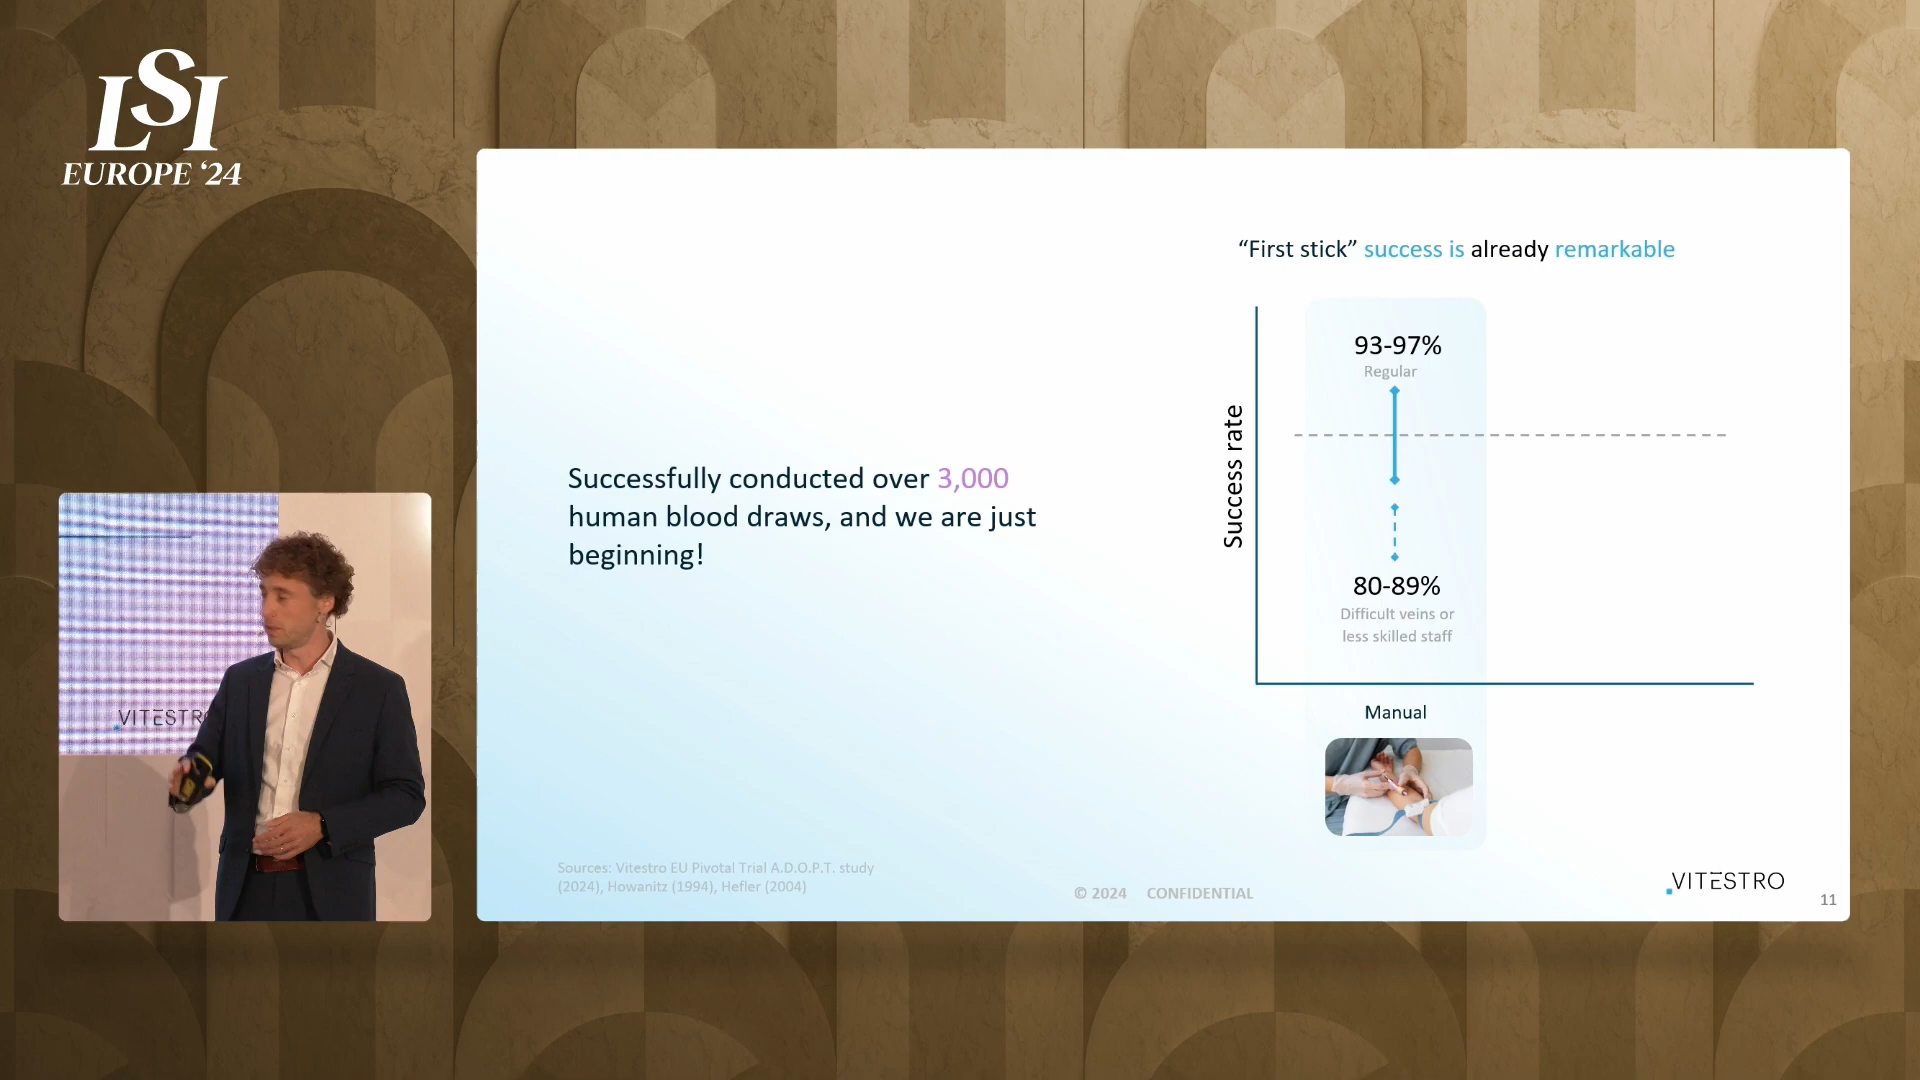 LSI
EUROPE ‘24
“First stick” success is already remarkable
93-97%
Regular
Success rate
Successfully conducted over 3,000
human blood draws, and we are just
beginning!
80-89%
Difficult veins or
less skilled staff
Manual
VITESTRO
Sources: Vitestro EU Pivotal Trial A.D.O.P.T. study
(2024), Howanitz (1994), Hefler (2004)
© 2024 CONFIDENTIAL
VITESTRO
11